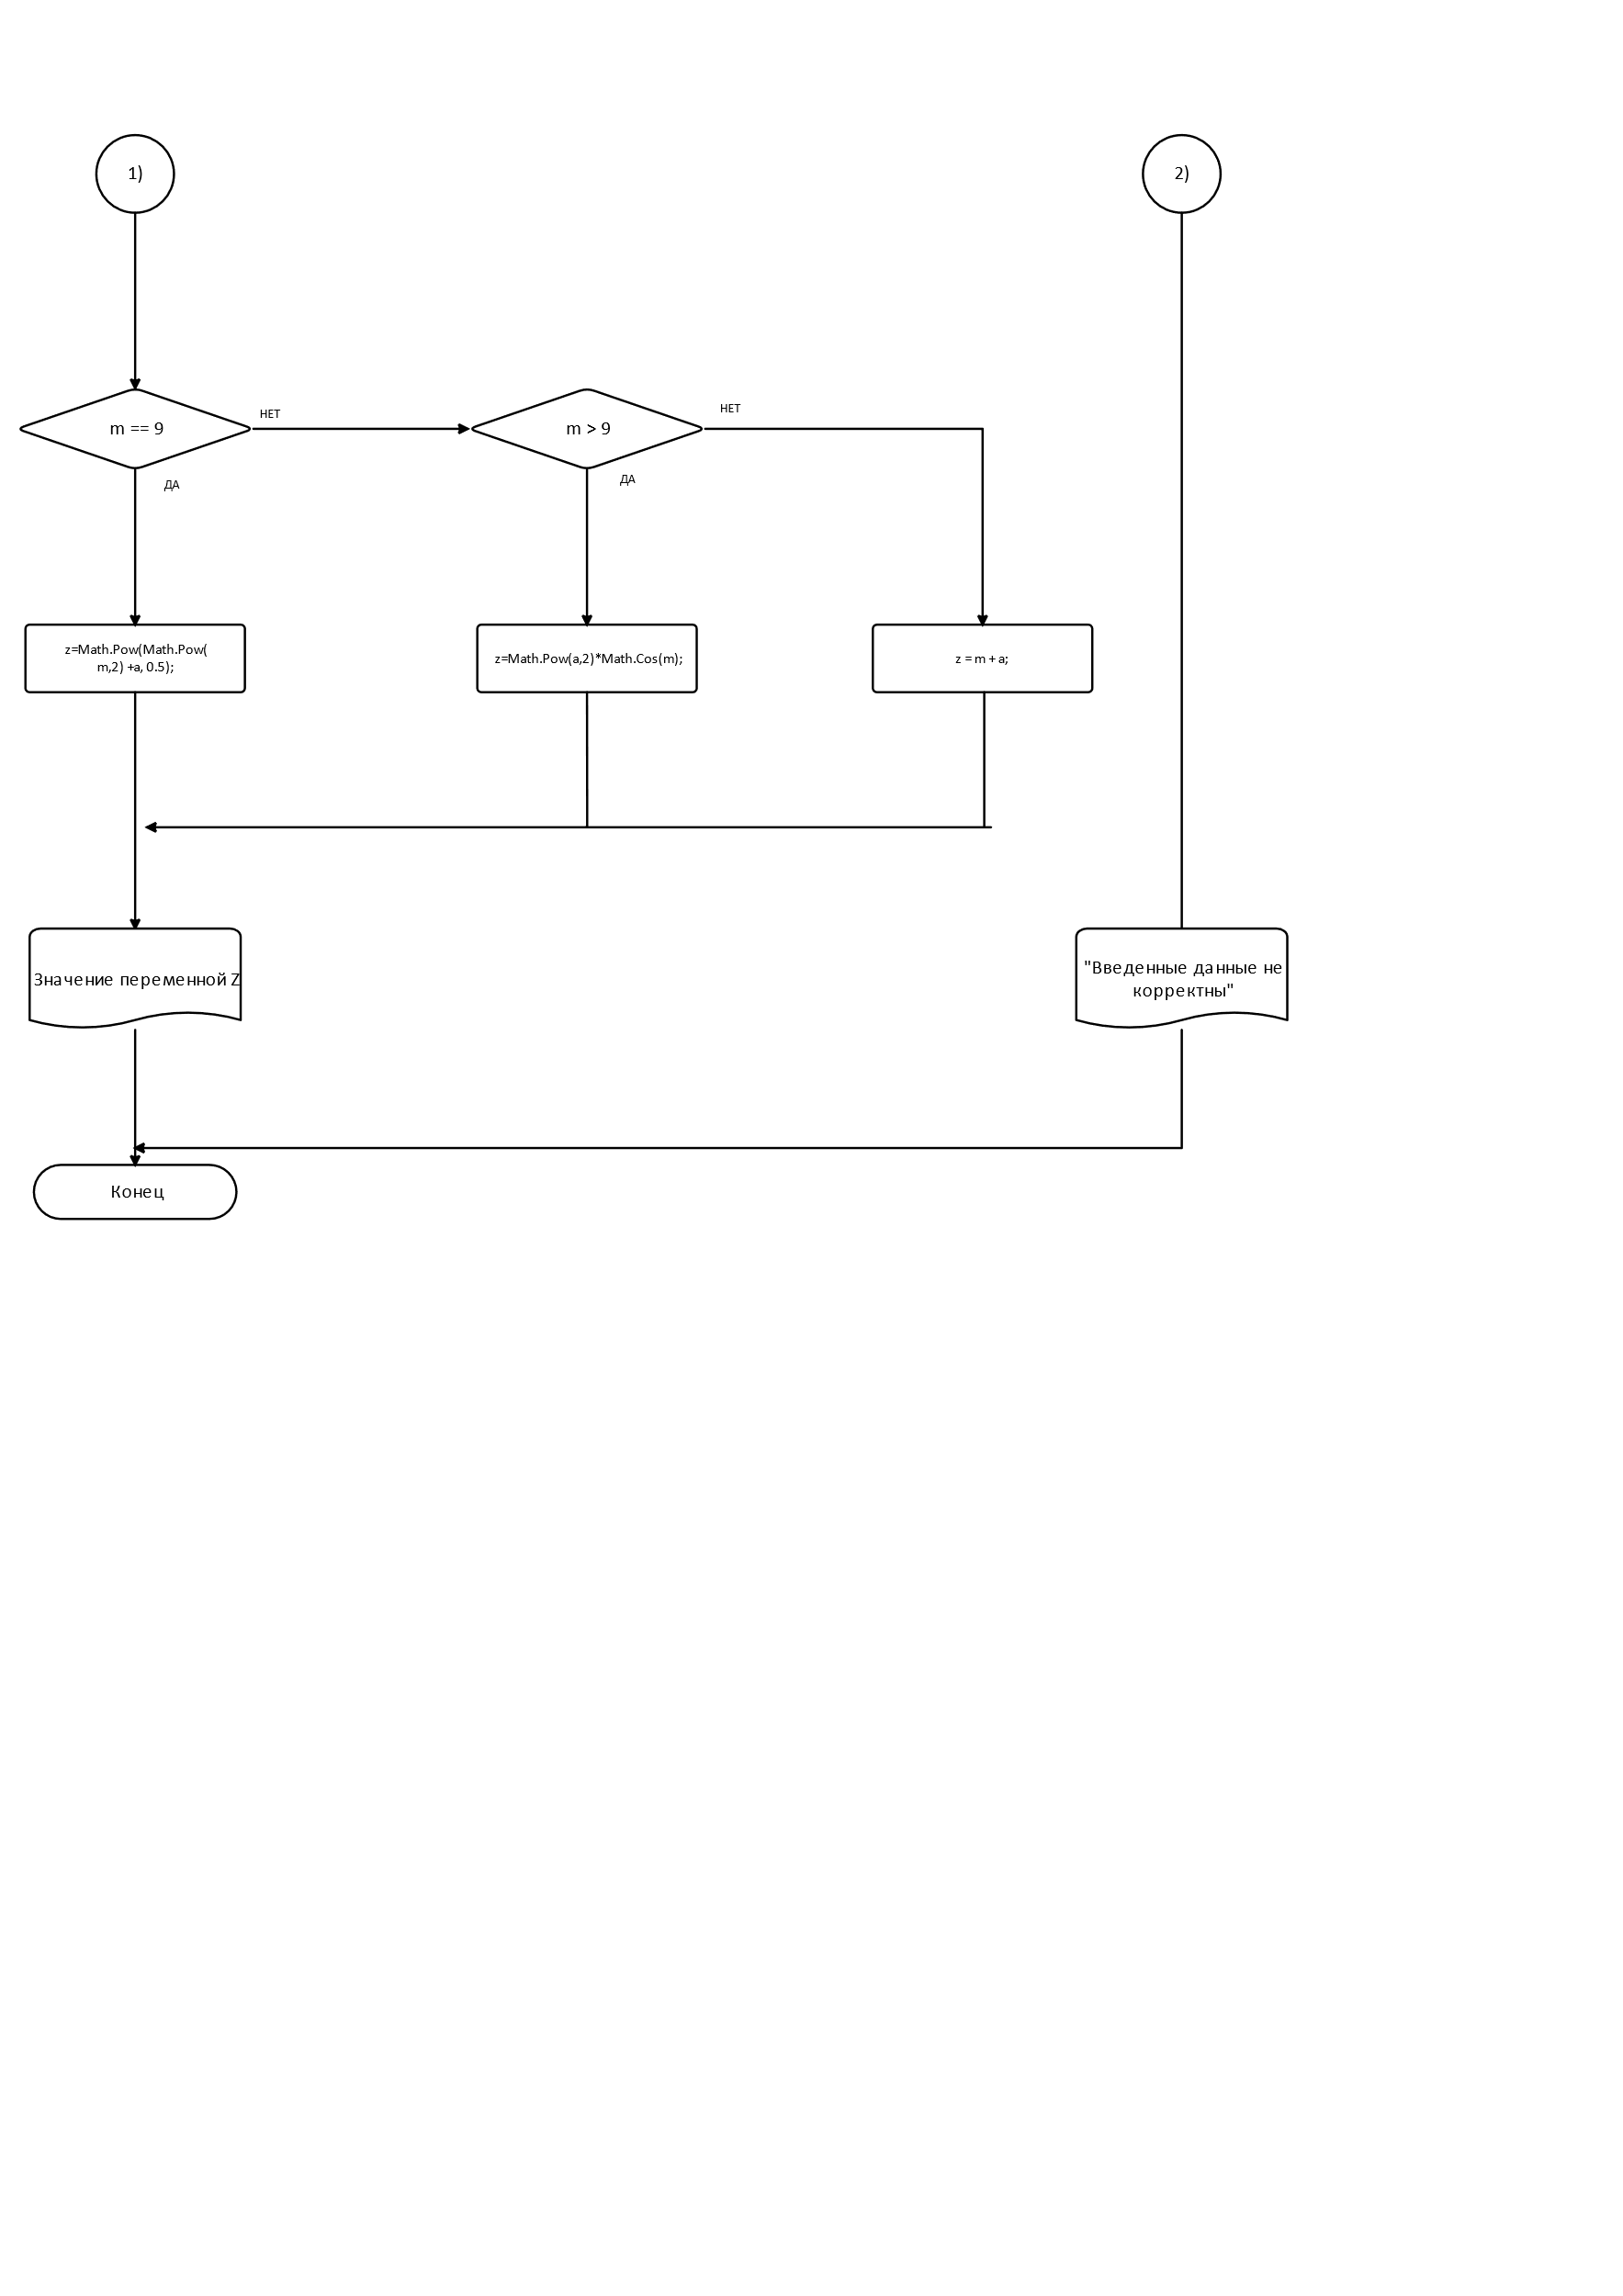 1)
2)
m == 9
НЕТ
m > 9
НЕТ
ДА
ДА
z=Math.Pow(Math.Pow(
m,2) +a, 0.5);
z=Math.Pow(a,2)*Math.Cos(m);
z = m + a;
Значение переменной Z
"Введенные данные не
корректны"
Конец